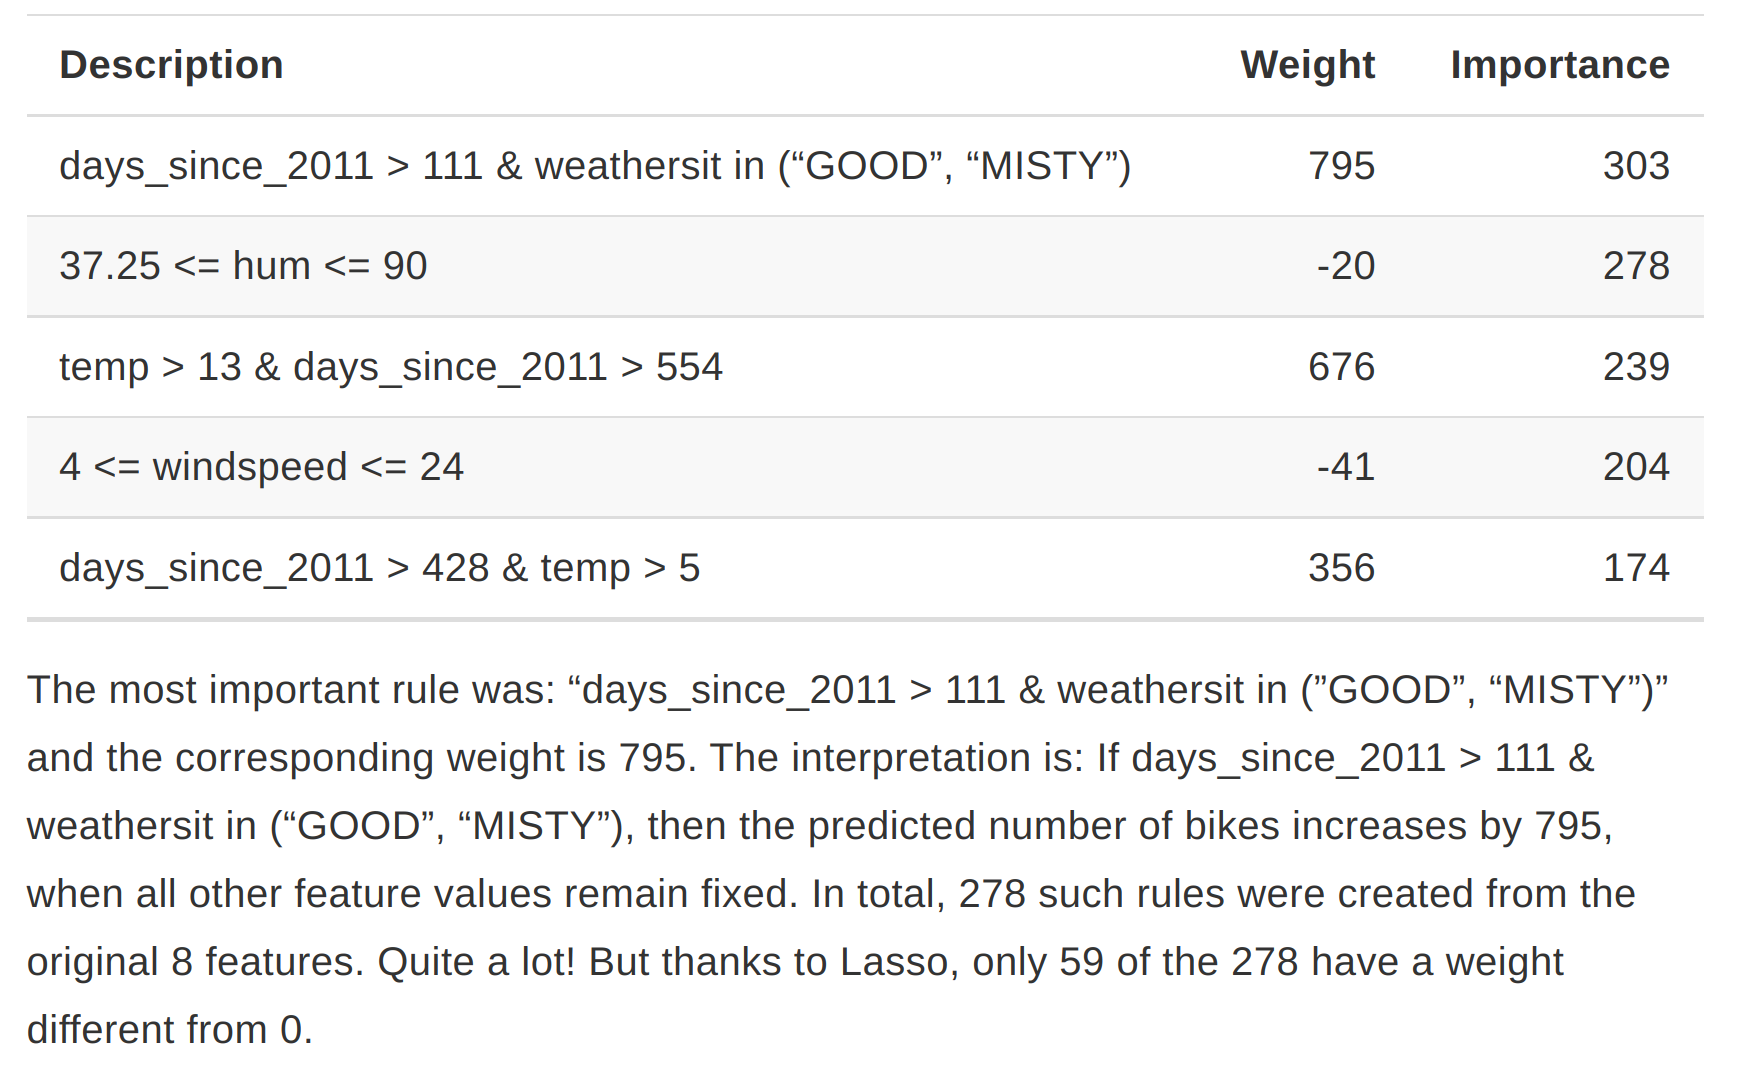 Description Weight Importance
days_since_2011 > 111 & weathersit in (“GOOD”, “MISTY”) 795 303
37.25 <= hum <= 90 -20 278
temp > 13 & days_since_2011 > 554 676 239
4 <= windspeed <= 24 -41 204
days_since_2011 > 428 & temp > 5 356 174
The most important rule was: “days_since_2011 > 111 & weathersit in (”GOOD”, “MISTY”)”
and the corresponding weight is 795. The interpretation is: If days_since_2011 > 111 &
weathersit in (“GOOD”, “MISTY”), then the predicted number of bikes increases by 795,
when all other feature values remain fixed. In total, 278 such rules were created from the
original 8 features. Quite a lot! But thanks to Lasso, only 59 of the 278 have a weight
different from 0.